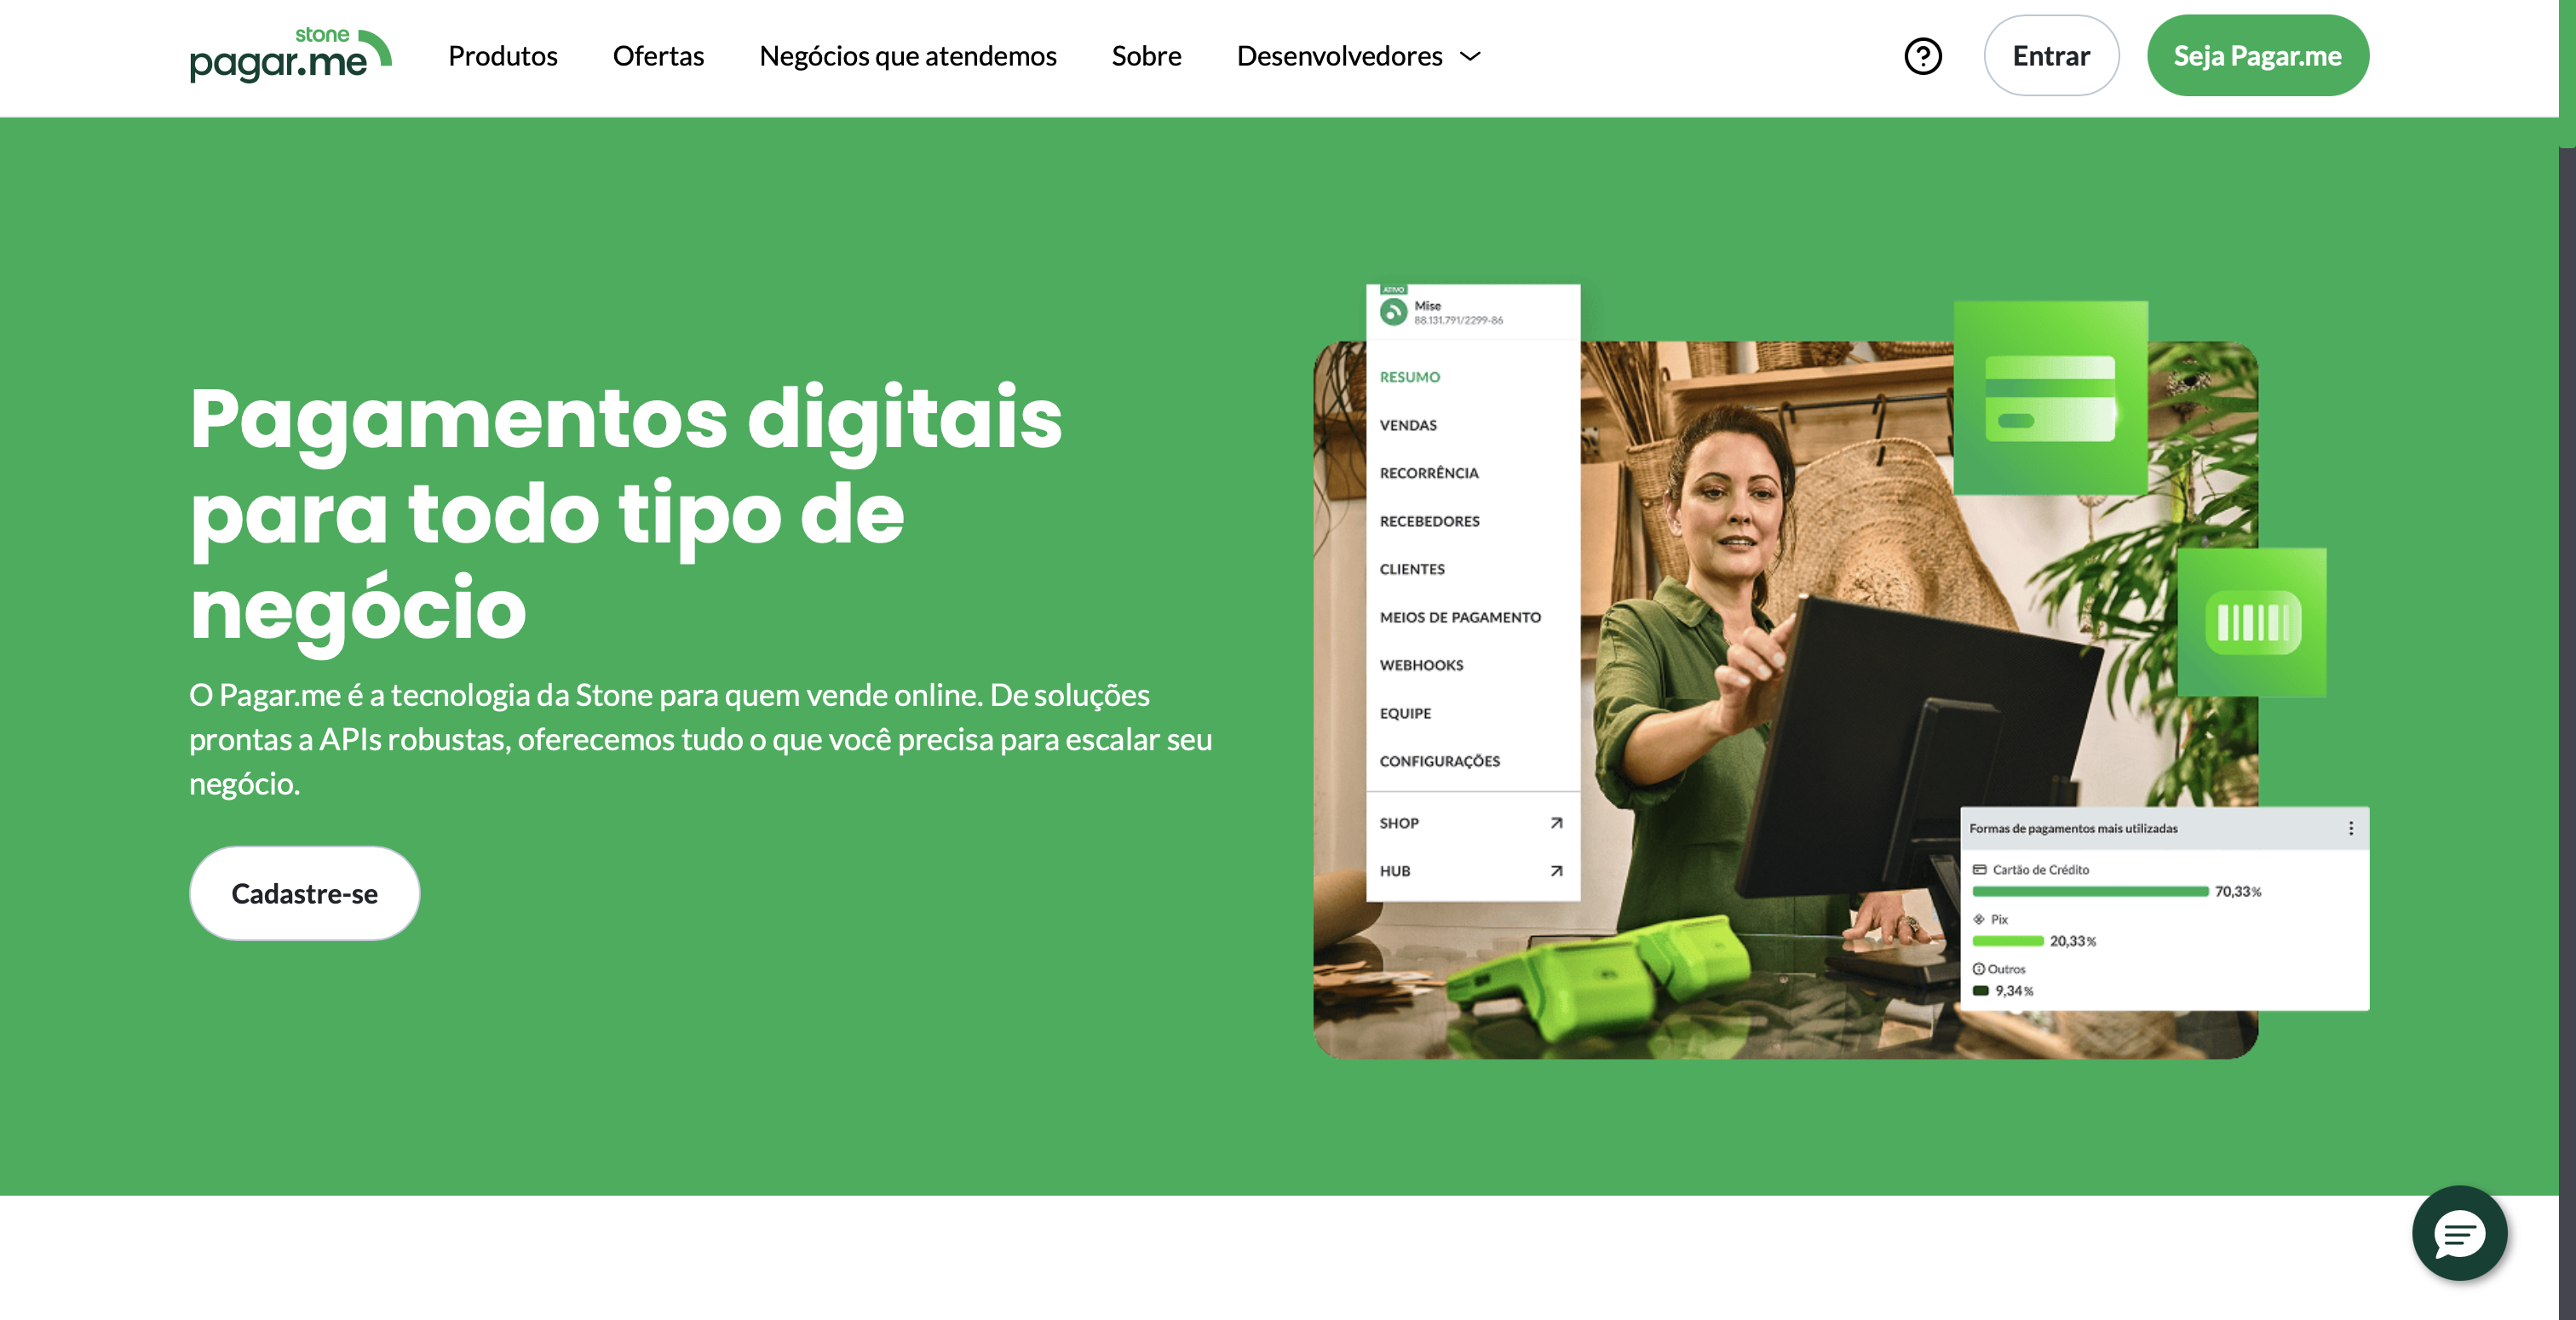 stone
pagar.me
Produtos
Ofertas
Negócios que atendemos
Sobre
Desenvolvedores
Entrar
Seja Pagar.me
Pagamentos digitais
para todo tipo de
negócio
O Pagar.me é a tecnologia da Stone para quem vende online. De soluções
prontas a APIs robustas, oferecemos tudo o que você precisa para escalar seu
negócio.
Cadastre-se
ATIVO
Mise
88.131.791/2299-86
RESUMO
VENDAS
RECORRÊNCIA
RECEBEDORES
CLIENTES
MEIOS DE PAGAMENTO
WEBHOOKS
EQUIPE
CONFIGURAÇÕES
SHOP
HUB
Formas de pagamentos mais utilizadas
Cartão de Crédito
70,33%
Pix
20,33%
Outros
9,34%